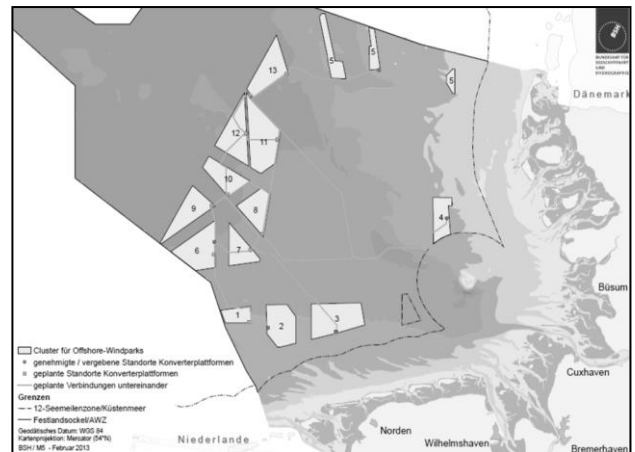 BSH
BUNDESAMT FÜR
SEESCHIFFFAHRT
UND
HYDROGRAPHIE
Dänemark
13
5
5
5
12
11
10
9
8
4
6
7
1
2
3
Büsum
Cuxhaven
Norden
Wilhelmshaven
Bremerhaven
Niederlande
Cluster für Offshore-Windparks
genehmigte / vergebene Standorte Konverterplattformen
geplante Standorte Konverterplattformen
geplante Verbindungen untereinander
Grenzen
12-Seemeilenzone/Küstenmeer
Festlandsockel/AWZ
Geodätisches Datum: WGS 84
Kartenprojektion: Mercator (54°N)
BSH / M5 - Februar 2013